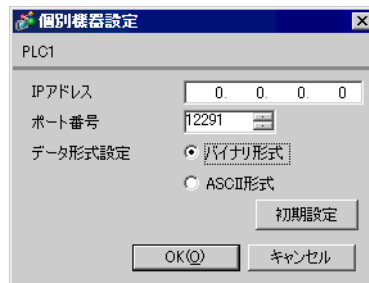 個別機器設定
PLC1
IPアドレス 0. 0. 0. 0
ポート番号 12291
データ形式設定 バイナリ形式
ASCII形式
初期設定
OK(O) キャンセル